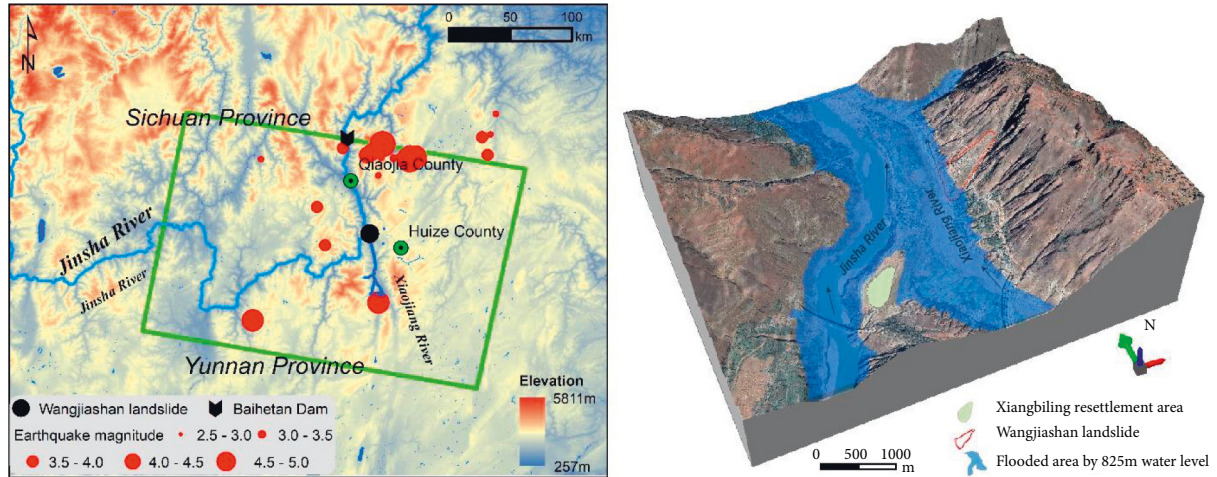 0 50 100
km
N
Sichuan Province
Qiaojia County
Huize County
Jinsha River
Jinsha River
Xiaojiang River
Yunnan Province
Elevation
5811m
257m
Wangjiashan landslide
Baihetan Dam
Earthquake magnitude
2.5 - 3.0
3.0 - 3.5
3.5 - 4.0
4.0 - 4.5
4.5 - 5.0
Jinsha River
Xiaojiang River
N
Xiangbiling resettlement area
Wangjiashan landslide
Flooded area by 825m water level
0 500 1000
m